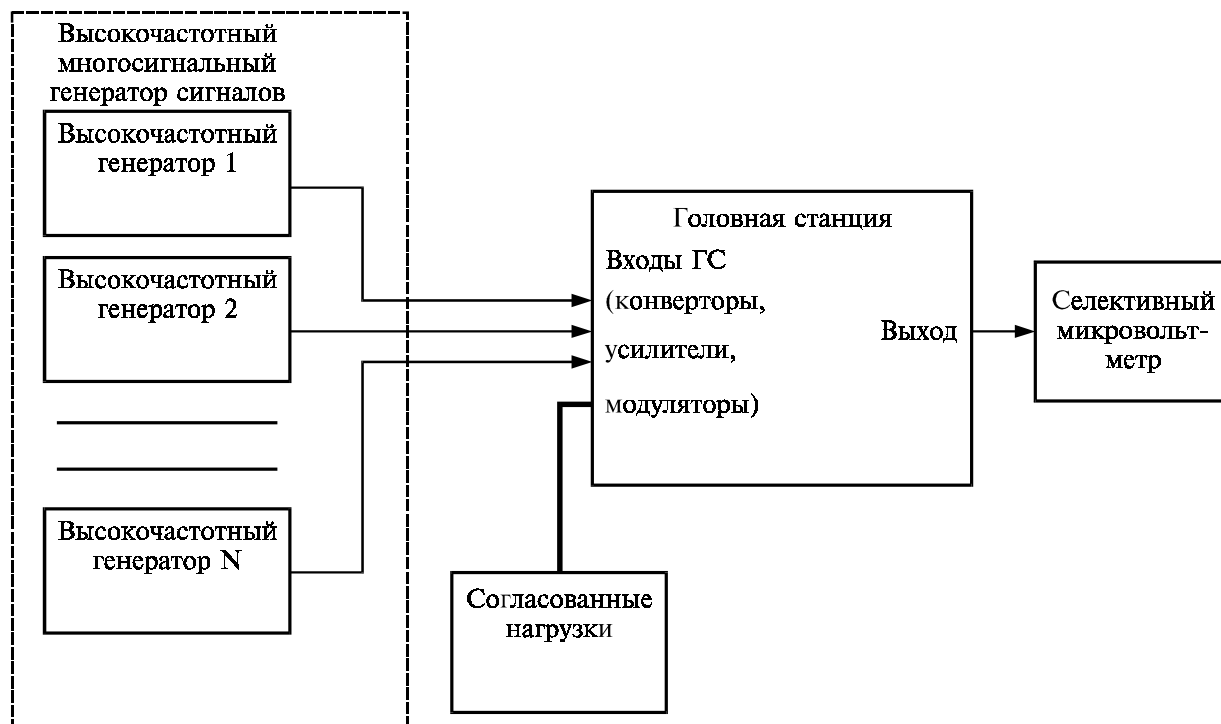 Высокочастотный
многосигнальный
генератор сигналов
Высокочастотный
генератор 1
Высокочастотный
генератор 2
Высокочастотный
генератор N
Головная станция
Входы ГС
(конверторы,
усилители,
модуляторы)
Выход
Селективный
микровольт-
метр
Согласованные
нагрузки